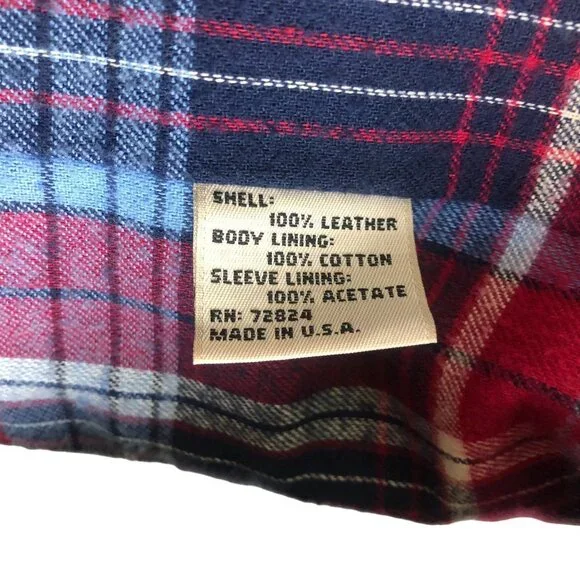 SHELL:
100% LEATHER
BODY LINING:
100% COTTON
SLEEVE LINING:
100% ACETATE
RN: 72824
MADE IN U.S.A.